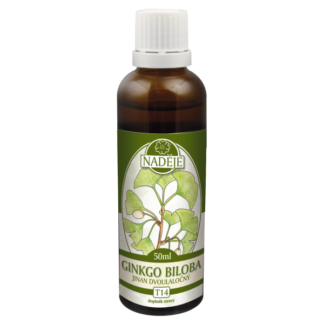 NADĚJE
50ml
GINKGO BILOBA
JINAN DVOULALOČNÝ
T14
doplněk stravy